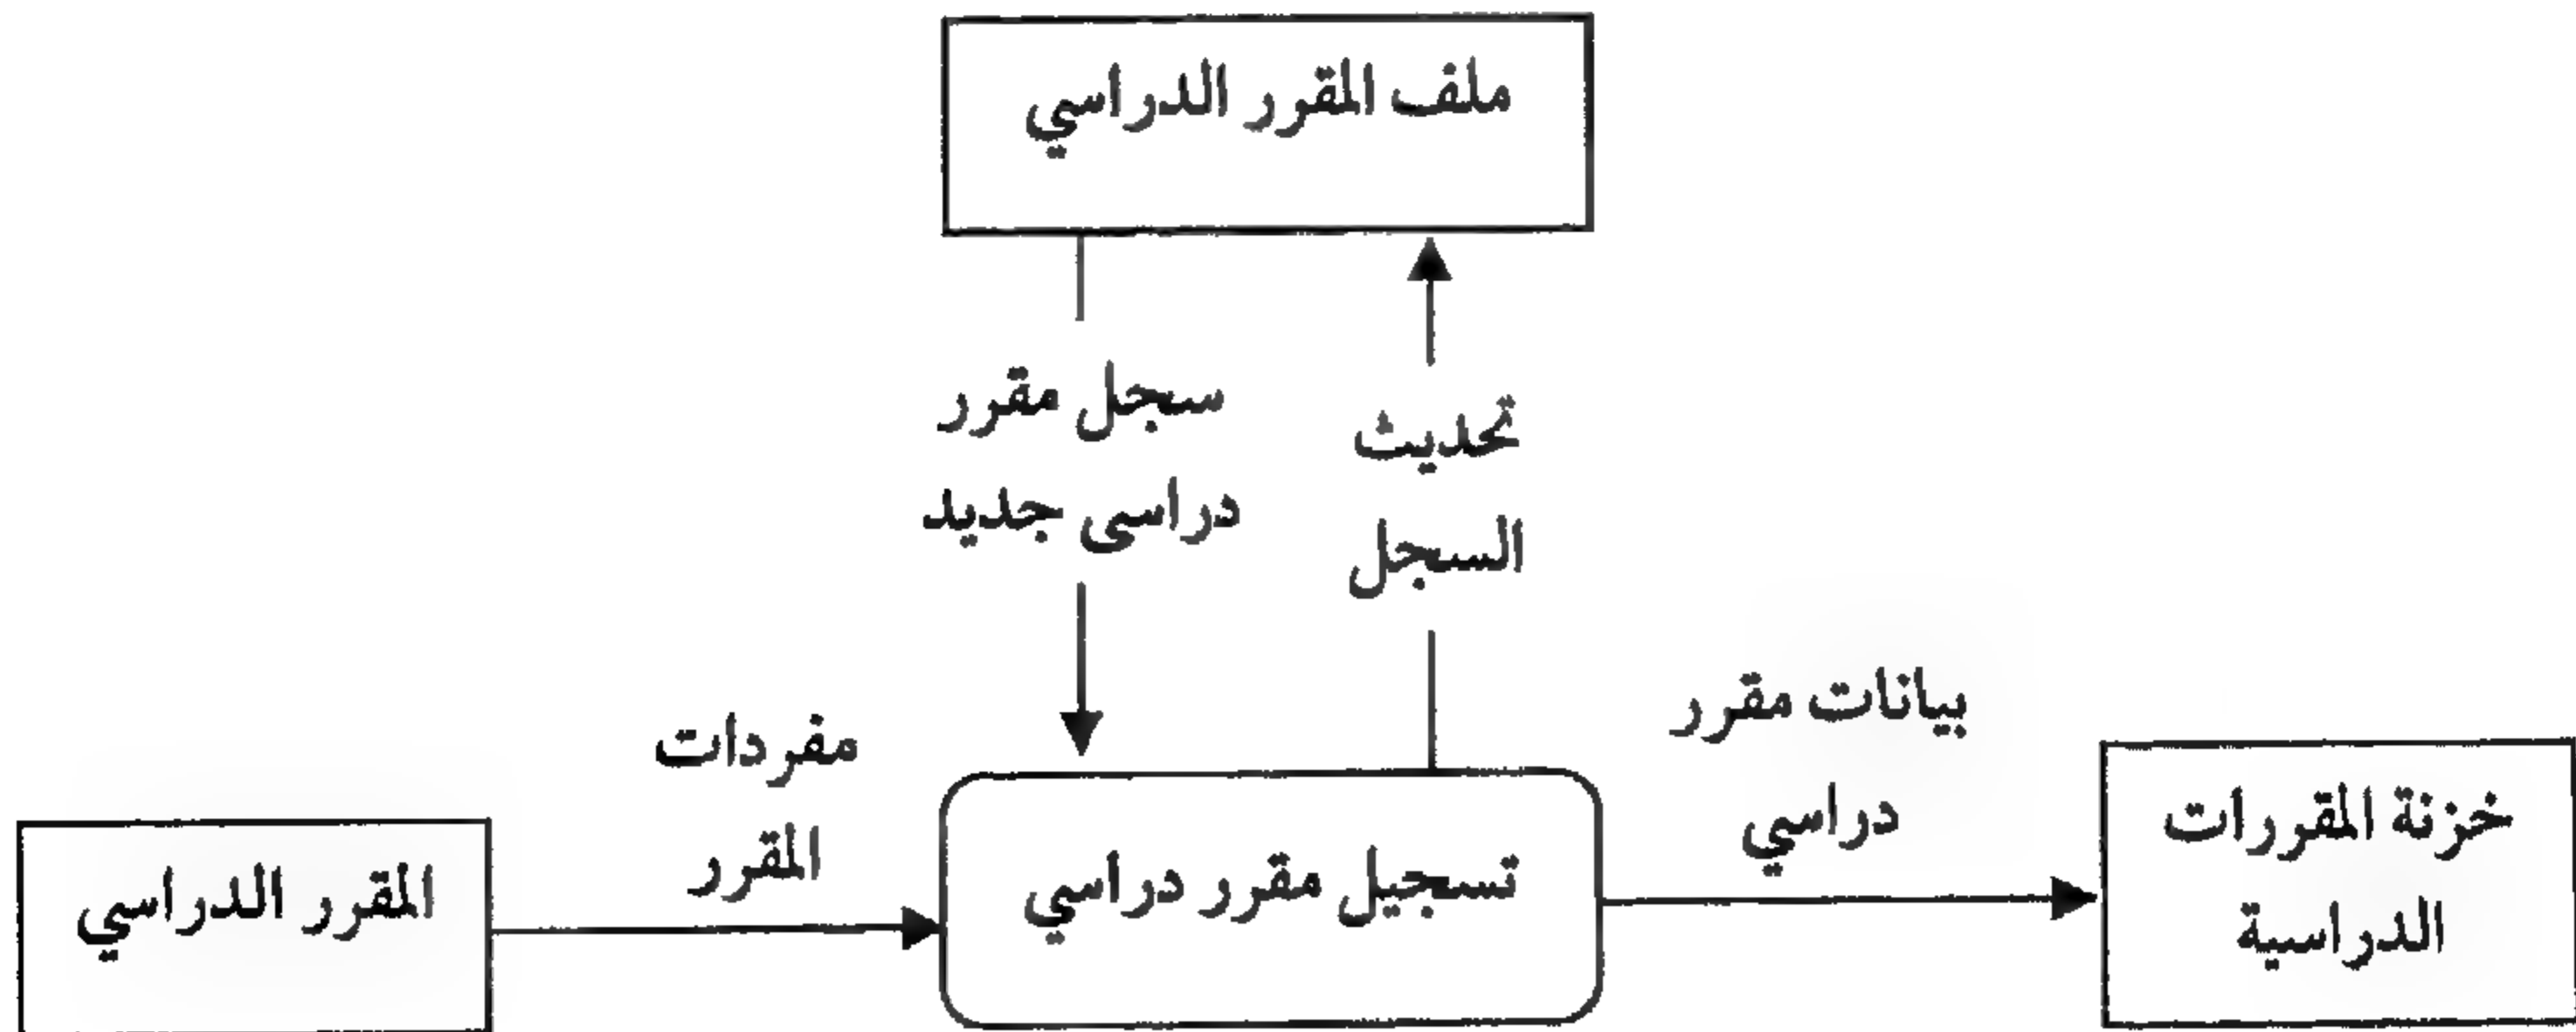 ملف المقرر الدراسي
سجل مقرر
دراسى جديد
تحديث
السجل
مفردات
المقرر
بيانات مقرر
دراسي
المقرر الدراسي
تسجيل مقرر دراسي
خزنة المقررات
الدراسية